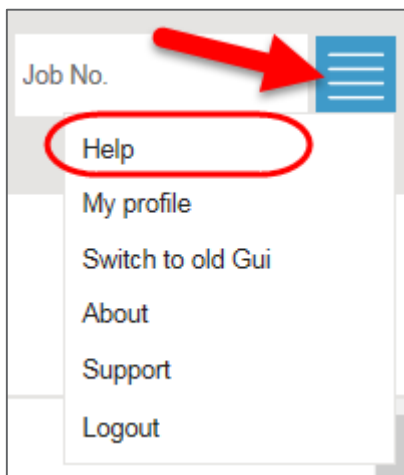 Job No.
Help
My profile
Switch to old Gui
About
Support
Logout